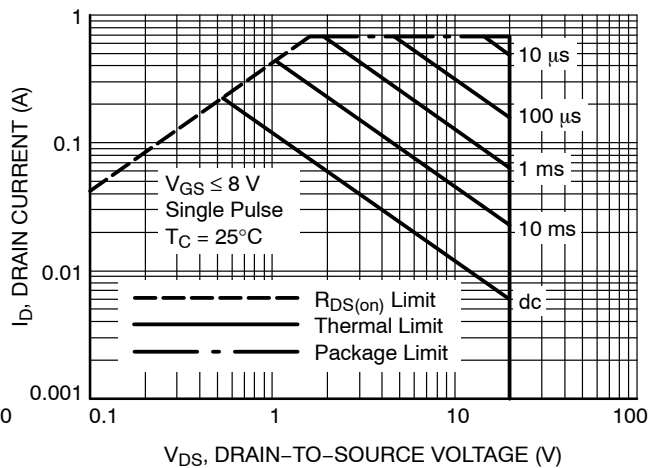 1
0.1
0.01
0.001
0
0.1
1
10
100
I_D, DRAIN CURRENT (A)
V_GS ≤ 8 V
Single Pulse
T_C = 25°C
10 μs
100 μs
1 ms
10 ms
dc
R_DS(on) Limit
Thermal Limit
Package Limit
V_DS, DRAIN−TO−SOURCE VOLTAGE (V)